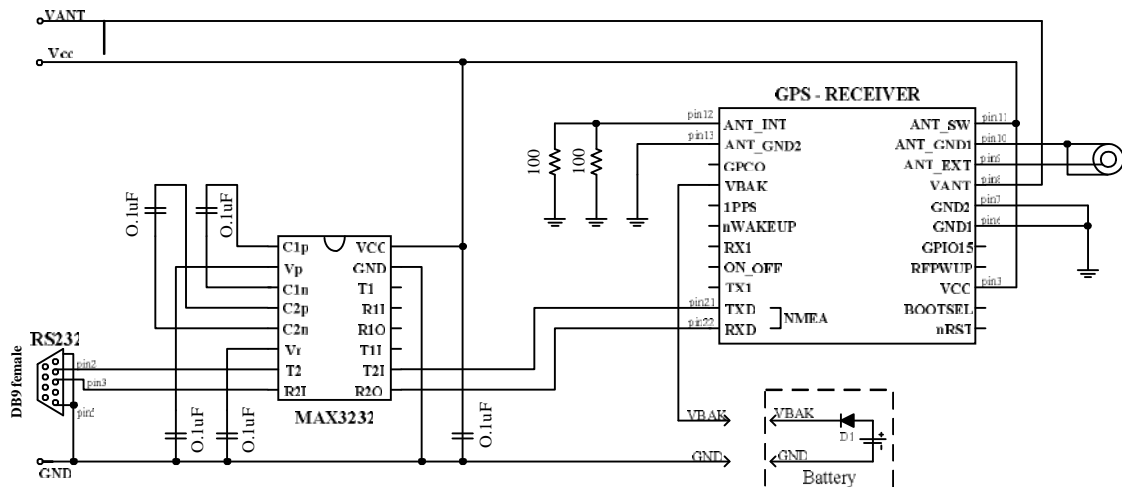 VANT
Vcc
GPS - RECEIVER
pin12
ANT_INT
ANT_SW
pin11
pin13
ANT_GND2
ANT_GND1
pin10
GPCO
ANT_EXT
VBAK
VANT
pin8
1PPS
GND2
pin7
nWAKEUP
GND1
pin6
RX1
GPIO15
ON_OFF
RFPWUP
TX1
VCC
pin3
pin21
TXD
BOOTSEL
pin22
RXD
nRST
NMEA
100
100
O.1uF
O.1uF
C1p
VCC
Vp
GND
C1n
T1
C2p
R1I
C2n
R1O
Vr
T1I
T2
T2I
R2I
R2O
MAX3232
RS232
DB9 female
pin2
pin3
pin5
O.1uF
O.1uF
O.1uF
GND
VBAK
GND
VBAK
D1
GND
Battery